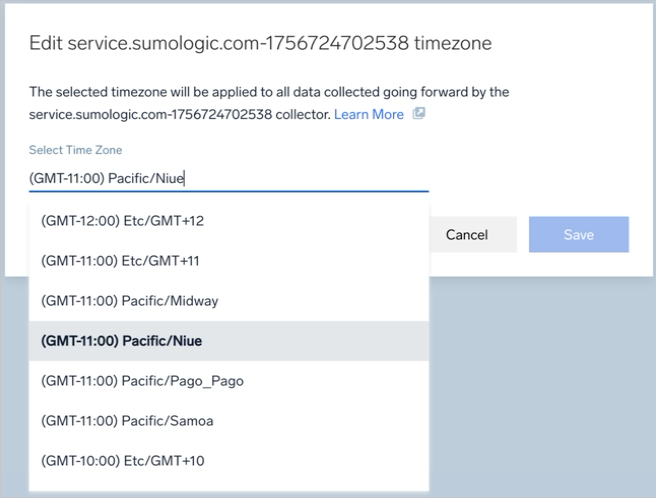 Edit service.sumologic.com-1756724702538 timezone
The selected timezone will be applied to all data collected going forward by the
service.sumologic.com-1756724702538 collector. Learn More
Select Time Zone
(GMT-11:00) Pacific/Niue
(GMT-12:00) Etc/GMT+12
Cancel
Save
(GMT-11:00) Etc/GMT+11
(GMT-11:00) Pacific/Midway
(GMT-11:00) Pacific/Niue
(GMT-11:00) Pacific/Pago_Pago
(GMT-11:00) Pacific/Samoa
(GMT-10:00) Etc/GMT+10